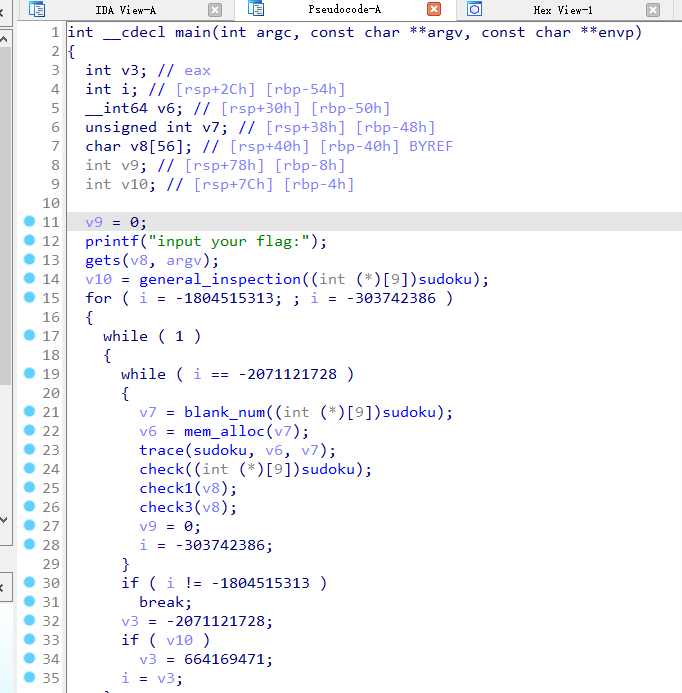 IDA View-A Pseudocode-A Hex View-1
1 int __cdecl main(int argc, const char **argv, const char **envp)
2 {
3 int v3; // eax
4 int i; // [rsp+2Ch] [rbp-54h]
5 __int64 v6; // [rsp+30h] [rbp-50h]
6 unsigned int v7; // [rsp+38h] [rbp-48h]
7 char v8[56]; // [rsp+40h] [rbp-40h] BYREF
8 int v9; // [rsp+78h] [rbp-8h]
9 int v10; // [rsp+7Ch] [rbp-4h]
10
11 v9 = 0;
12 printf("input your flag:");
13 gets(v8, argv);
14 v10 = general_inspection((int (*)[9])sudoku);
15 for ( i = -1804515313; ; i = -303742386 )
16 {
17 while ( 1 )
18 {
19 while ( i == -2071121728 )
20 {
21 v7 = blank_num((int (*)[9])sudoku);
22 v6 = mem_alloc(v7);
23 trace(sudoku, v6, v7);
24 check((int (*)[9])sudoku);
25 check1(v8);
26 check3(v8);
27 v9 = 0;
28 i = -303742386;
29 }
30 if ( i != -1804515313 )
31 break;
32 v3 = -2071121728;
33 if ( v10 )
34 v3 = 664169471;
35 i = v3;